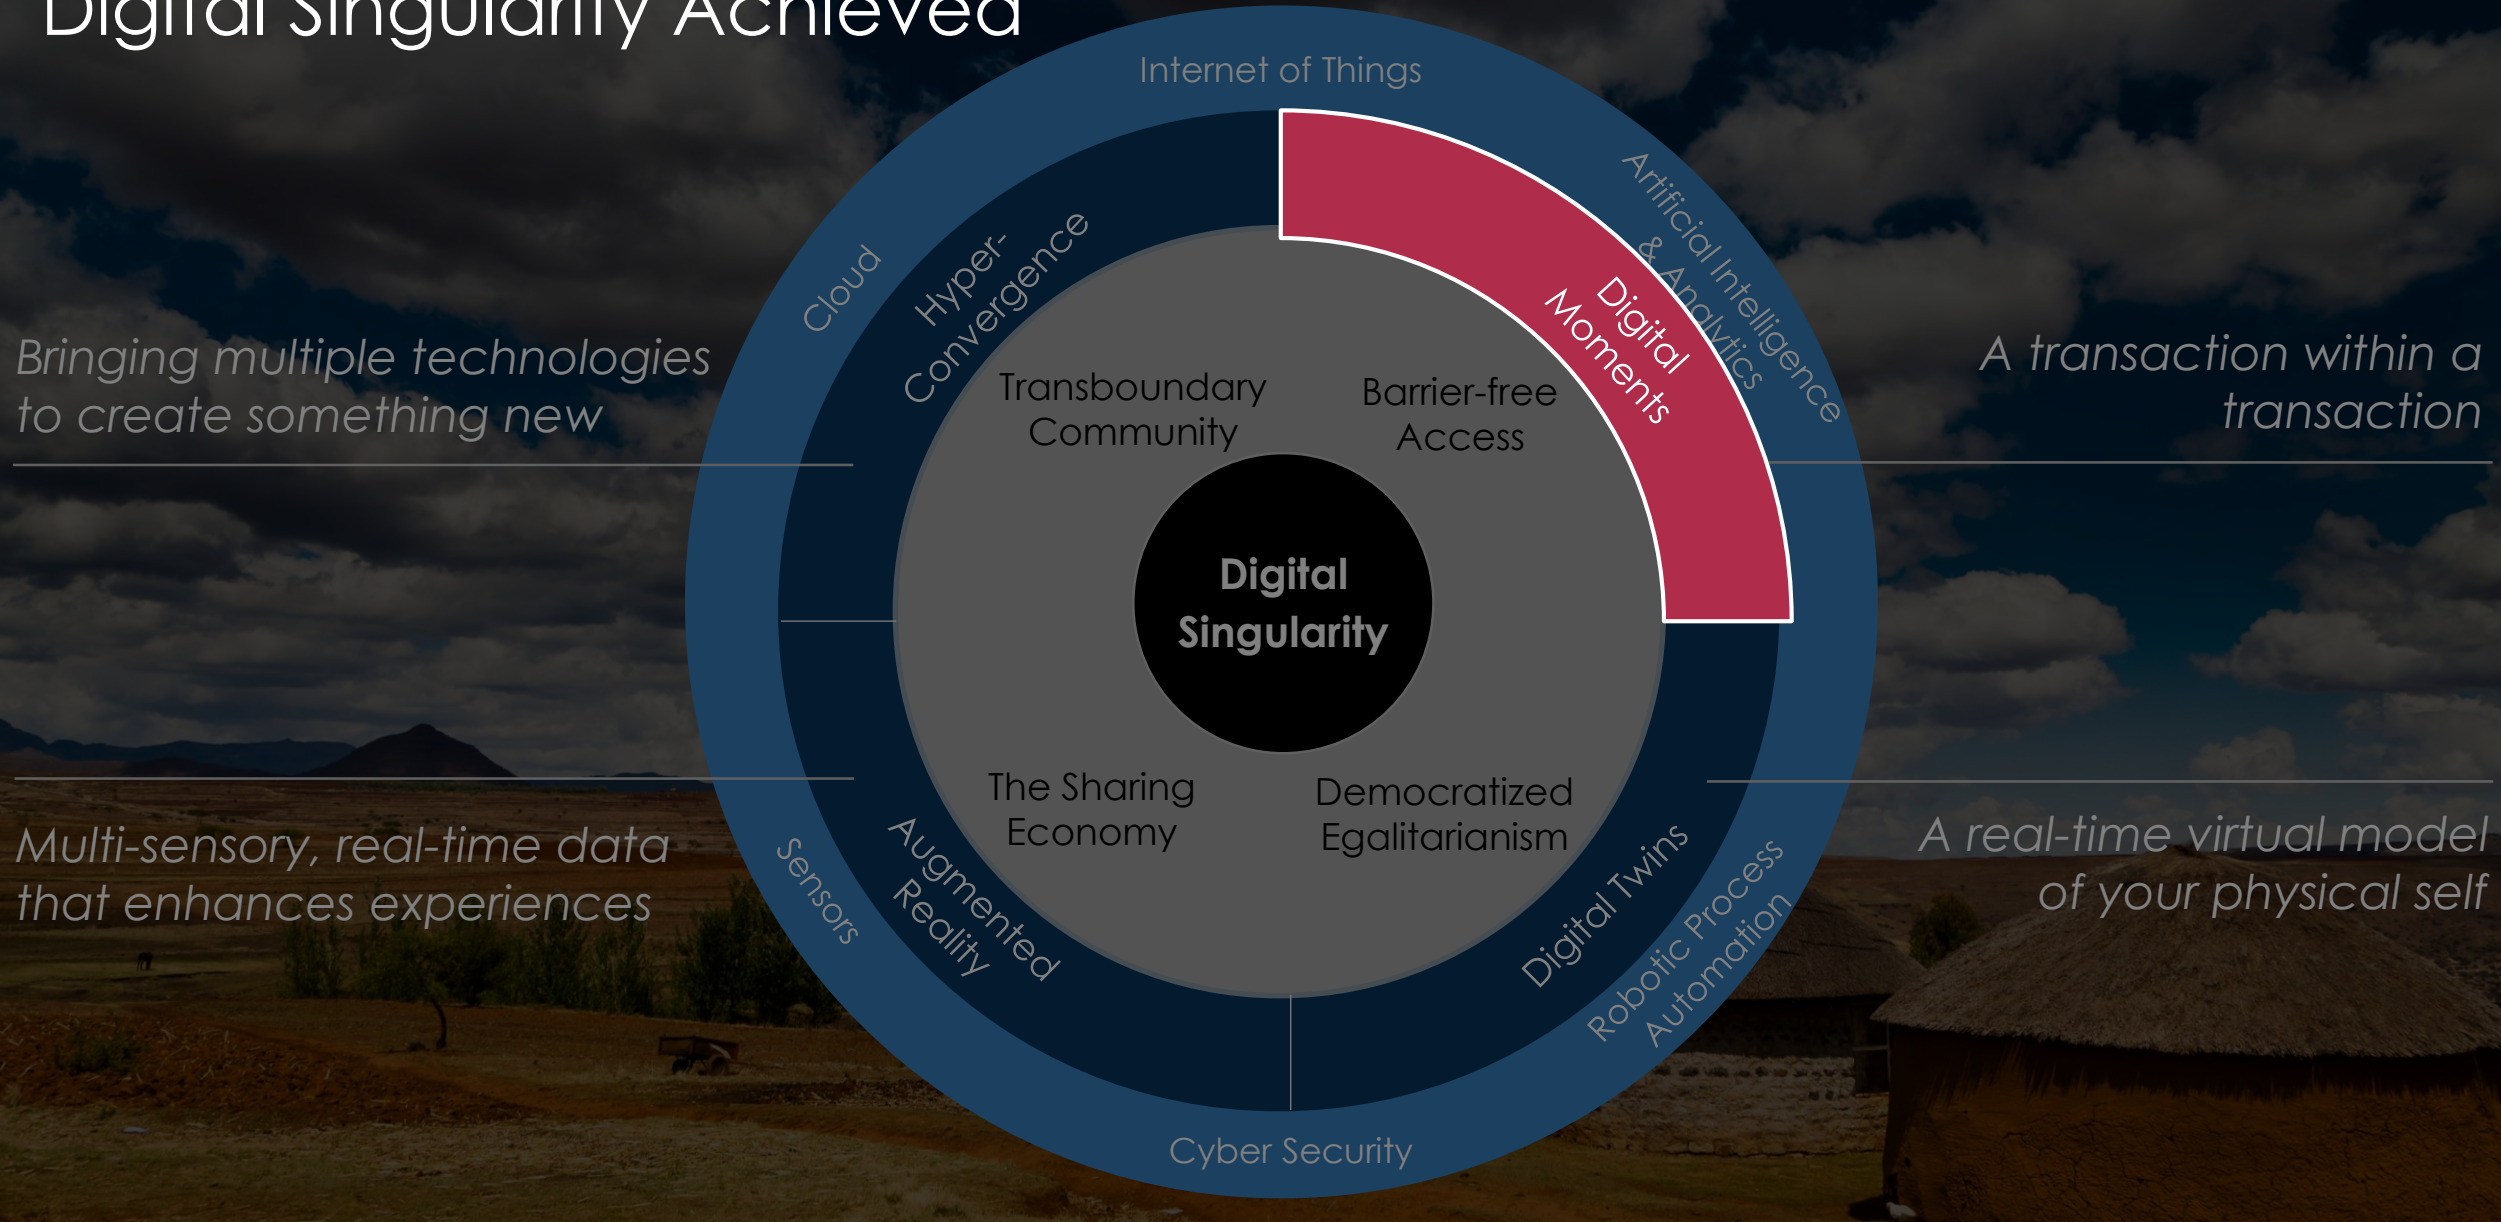 Digital Singularity Achieved
Internet of Things
Artificial Intelligence
& Analytics
Cloud
Hyper-
Convergence
Digital
Moments
Bringing multiple technologies
to create something new
A transaction within a
transaction
Transboundary
Community
Barrier-free
Access
Digital
Singularity
The Sharing
Economy
Democratized
Egalitarianism
Multi-sensory, real-time data
that enhances experiences
A real-time virtual model
of your physical self
Sensors
Augmented
Reality
Digital Twins
Robotic Process
Automation
Cyber Security